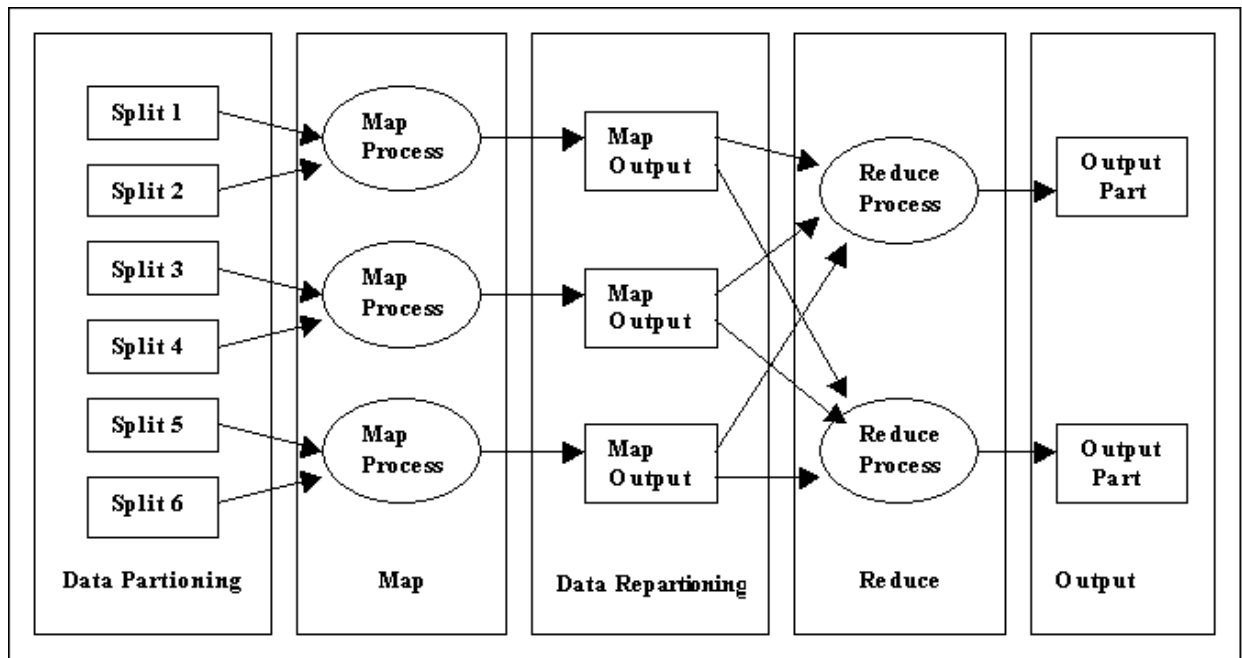 Split 1
Split 2
Split 3
Split 4
Split 5
Split 6
Data Partioning
Map
Process
Map
Process
Map
Process
Map
Map
Output
Map
Output
Map
Output
Data Repartioning
Reduce
Process
Reduce
Process
Reduce
Output
Part
Output
Part
Output